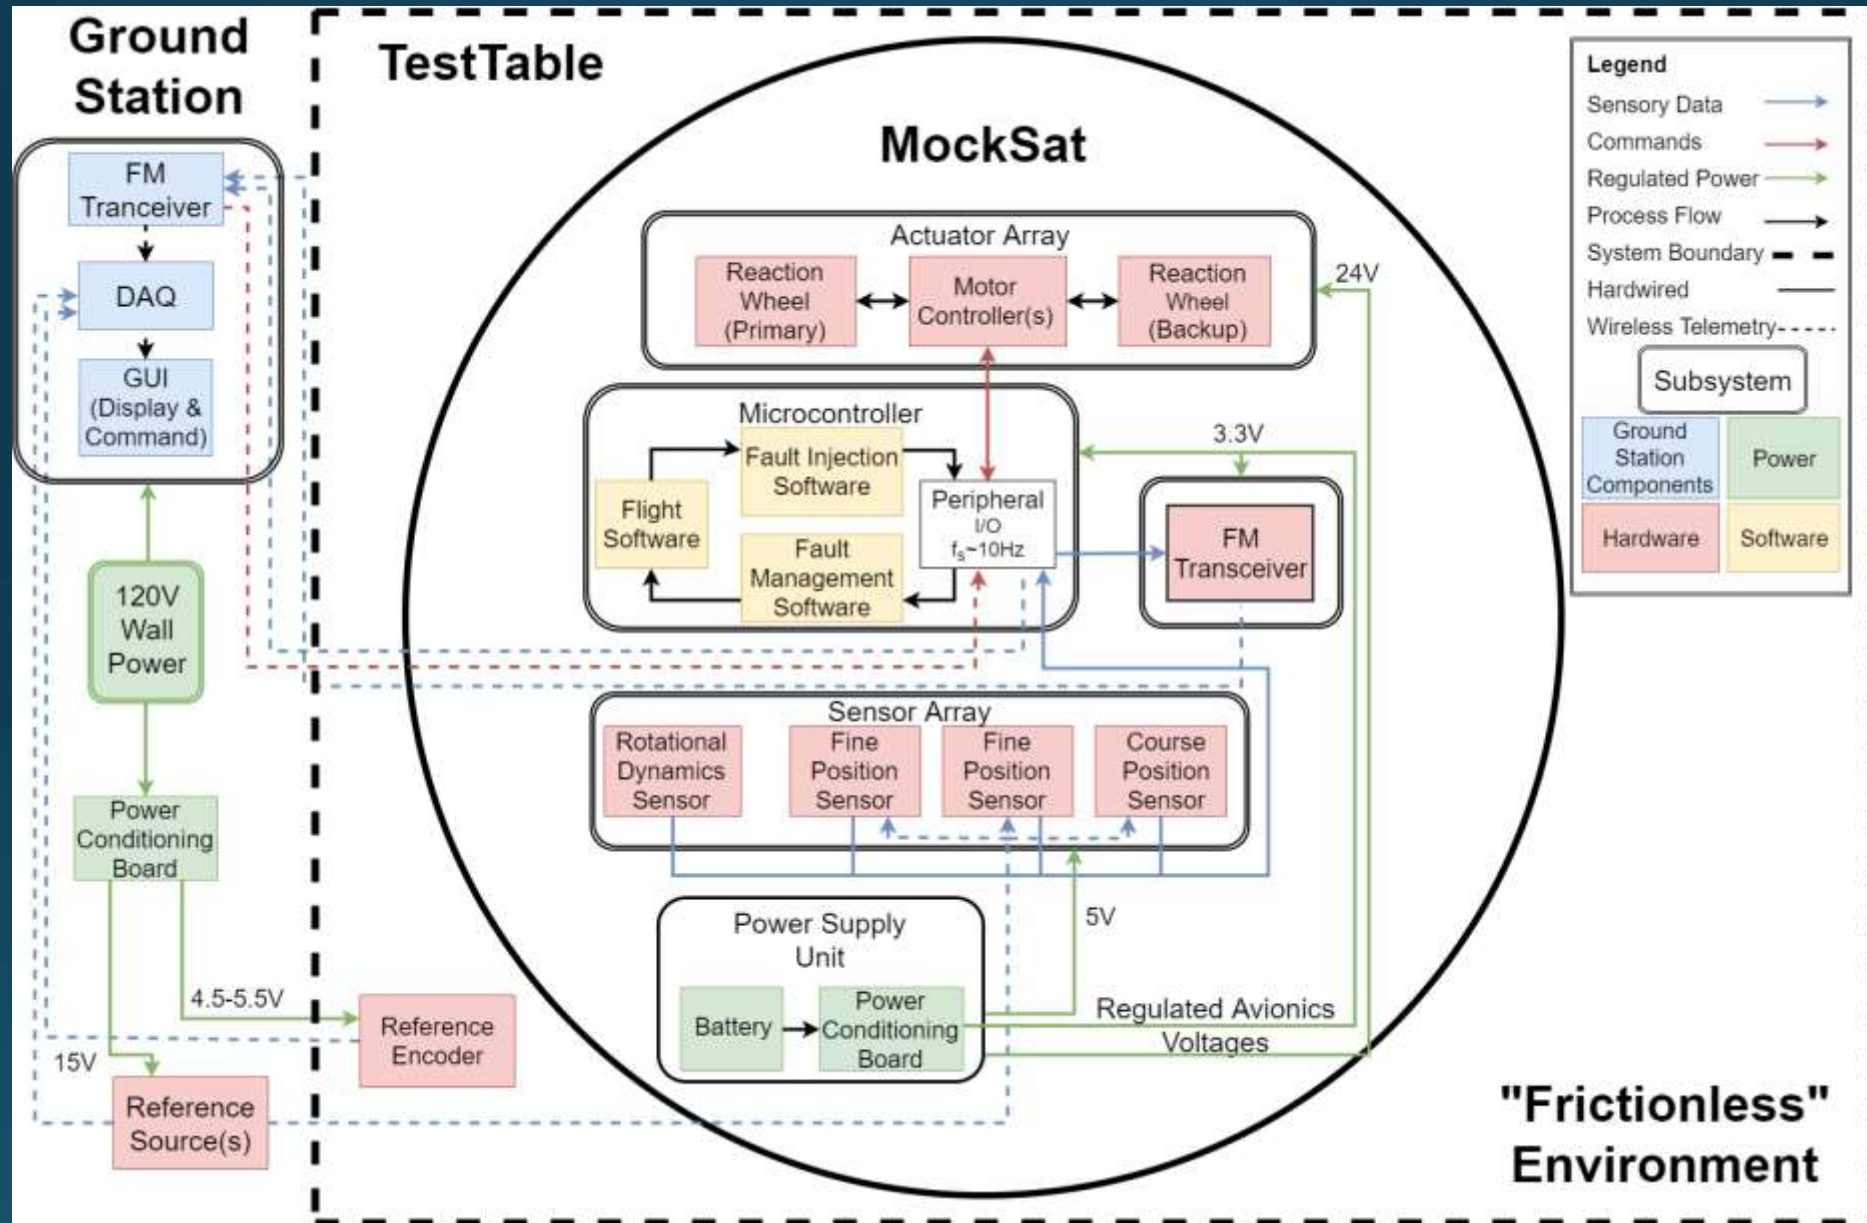 Ground
Station
TestTable
MockSat
FM
Tranceiver
DAQ
GUI
(Display &
Command)
120V
Wall
Power
Power
Conditioning
Board
4.5-5.5V
15V
Reference
Encoder
Reference
Source(s)
Actuator Array
Reaction
Wheel
(Primary)
Motor
Controller(s)
Reaction
Wheel
(Backup)
24V
Microcontroller
Fault Injection
Software
Flight
Software
Fault
Management
Software
Peripheral
I/O
fs~10Hz
3.3V
FM
Transceiver
Sensor Array
Rotational
Dynamics
Sensor
Fine
Position
Sensor
Fine
Position
Sensor
Course
Position
Sensor
5V
Power Supply
Unit
Battery
Power
Conditioning
Board
Regulated Avionics
Voltages
"Frictionless"
Environment
Legend
Sensory Data
Commands
Regulated Power
Process Flow
System Boundary
Hardwired
Wireless Telemetry
Subsystem
Ground
Station
Components
Power
Hardware
Software